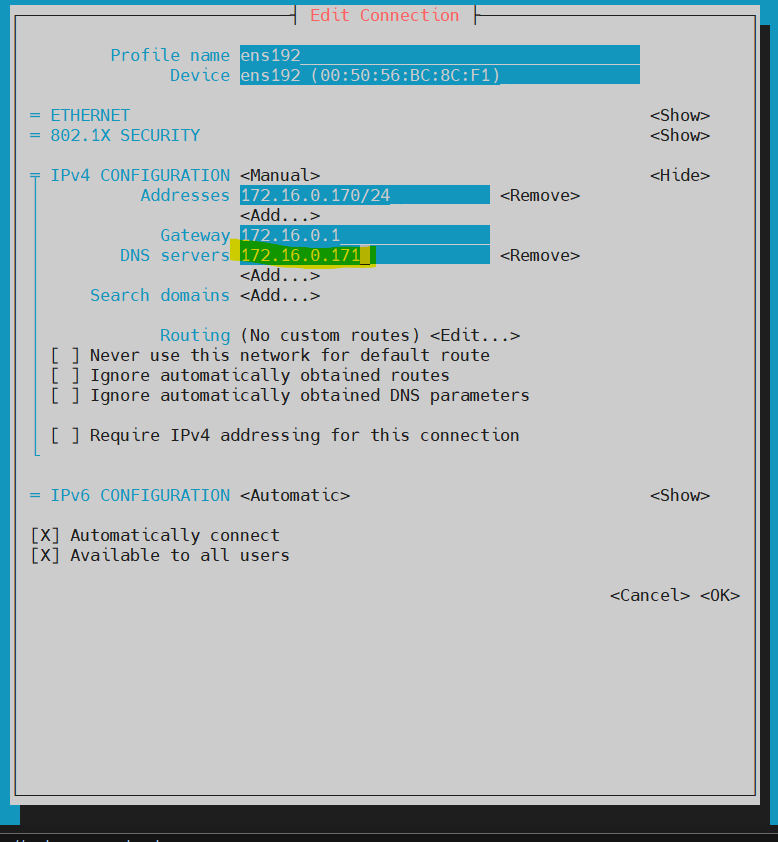 Edit Connection
Profile name ens192
Device ens192 (00:50:56:BC:8C:F1)
= ETHERNET <Show>
= 802.1X SECURITY <Show>
IPv4 CONFIGURATION <Manual> <Hide>
Addresses 172.16.0.170/24 <Remove>
<Add...>
Gateway 172.16.0.1
DNS servers 172.16.0.171 <Remove>
<Add...>
Search domains <Add...>
Routing (No custom routes) <Edit...>
[ ] Never use this network for default route
[ ] Ignore automatically obtained routes
[ ] Ignore automatically obtained DNS parameters
[ ] Require IPv4 addressing for this connection
= IPv6 CONFIGURATION <Automatic> <Show>
[X] Automatically connect
[X] Available to all users
<Cancel> <OK>